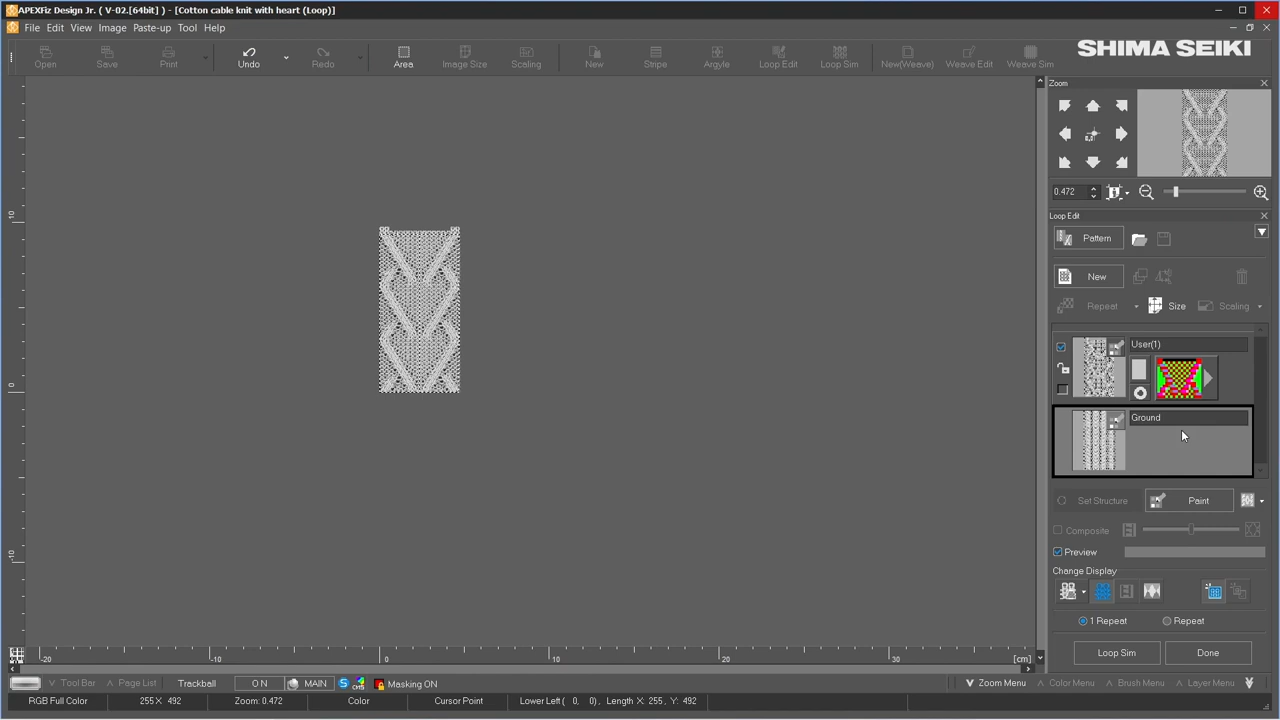 APEXFiz Design Jr. ( V-02.[64bit] ) - [Cotton cable knit with heart (Loop)]
File Edit View Image Paste-up Tool Help
Open Save Print Undo Redo Area Image Size Scaling New Stripe Argyle Loop Edit Loop Sim New(Weave) Weave Edit Weave Sim
SHIMA SEIKI
Zoom
0.472
Loop Edit
Pattern
New
Repeat Size Scaling
User(1)
Ground
Set Structure Paint
Composite
Preview
Change Display
1 Repeat Repeat
Loop Sim Done
10
0
-10
-20 -10 0 10 20 30 [cm]
Tool Bar Page List Trackball ON MAIN Masking ON Zoom Menu Color Menu Brush Menu Layer Menu
RGB Full Color 255 X 492 Zoom: 0.472 Color Cursor Point Lower Left ( 0, 0), Length X: 255, Y: 492